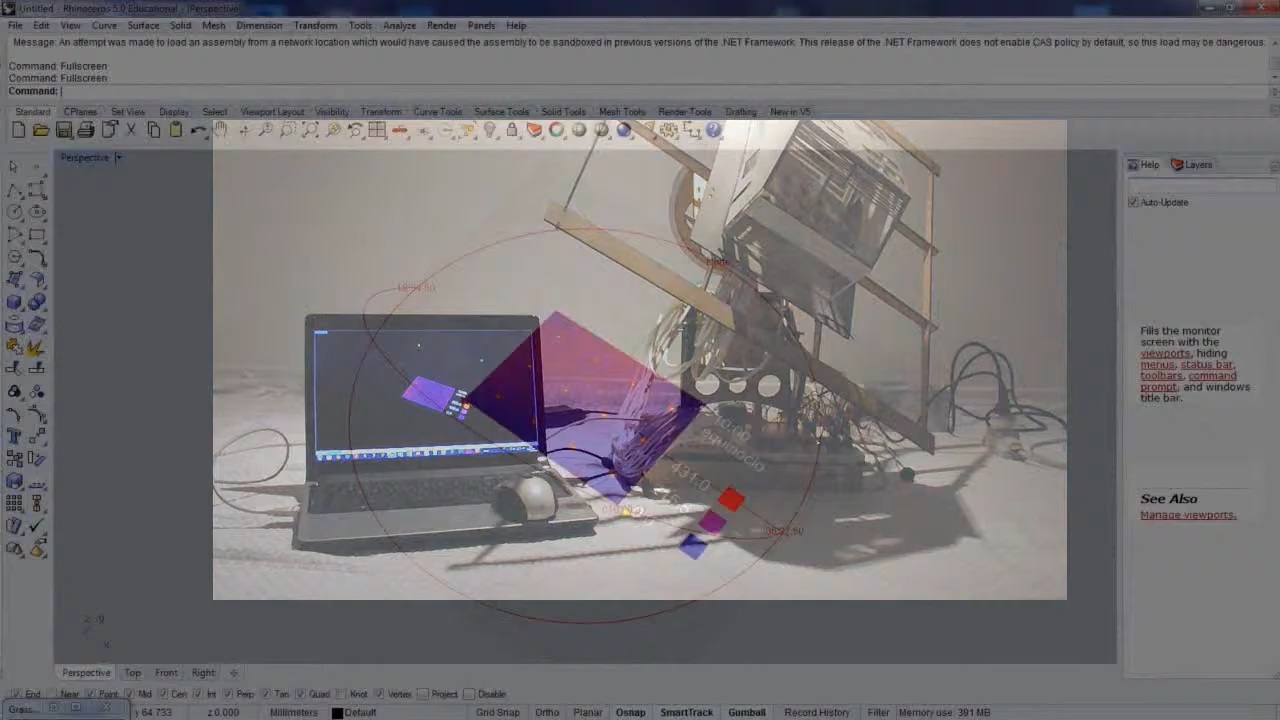 Untitled - Rhinoceros 5.0 Educational - [Perspective]
File Edit View Curve Surface Solid Mesh Dimension Transform Tools Analyze Render Panels Help
Message: An attempt was made to load an assembly from a network location which would have caused the assembly to be sandboxed in previous versions of the .NET Framework. This release of the .NET Framework does not enable CAS policy by default, so this load may be dangerous.
Command: Fullscreen
Command: Fullscreen
Command:
Standard CPlanes Set View Display Select Viewport Layout Visibility Transform Curve Tools Surface Tools Solid Tools Mesh Tools Render Tools Drafting New in V5
Perspective
Help Layers
Auto-Update
Fills the monitor
screen with the
viewports, hiding
menus, status bar,
toolbars, command
prompt, and windows
title bar.
See Also
Manage viewports.
431.0
z y
x
Perspective Top Front Right
End Near Point Mid Cen Int Perp Tan Quad Knot Vertex Project Disable
Grass...
y 64.733 z 0.000 Millimeters Default Grid Snap Ortho Planar Osnap SmartTrack Gumball Record History Filter Memory use: 391 MB